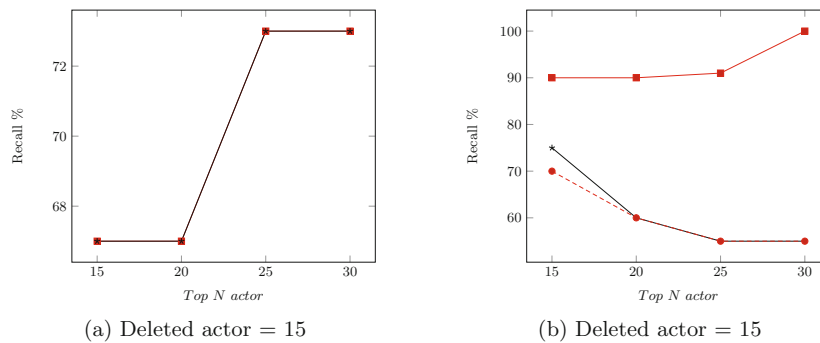 72
70
68
Recall %
15 20 25 30
Top N actor
(a) Deleted actor = 15
100
90
80
70
60
Recall %
15 20 25 30
Top N actor
(b) Deleted actor = 15